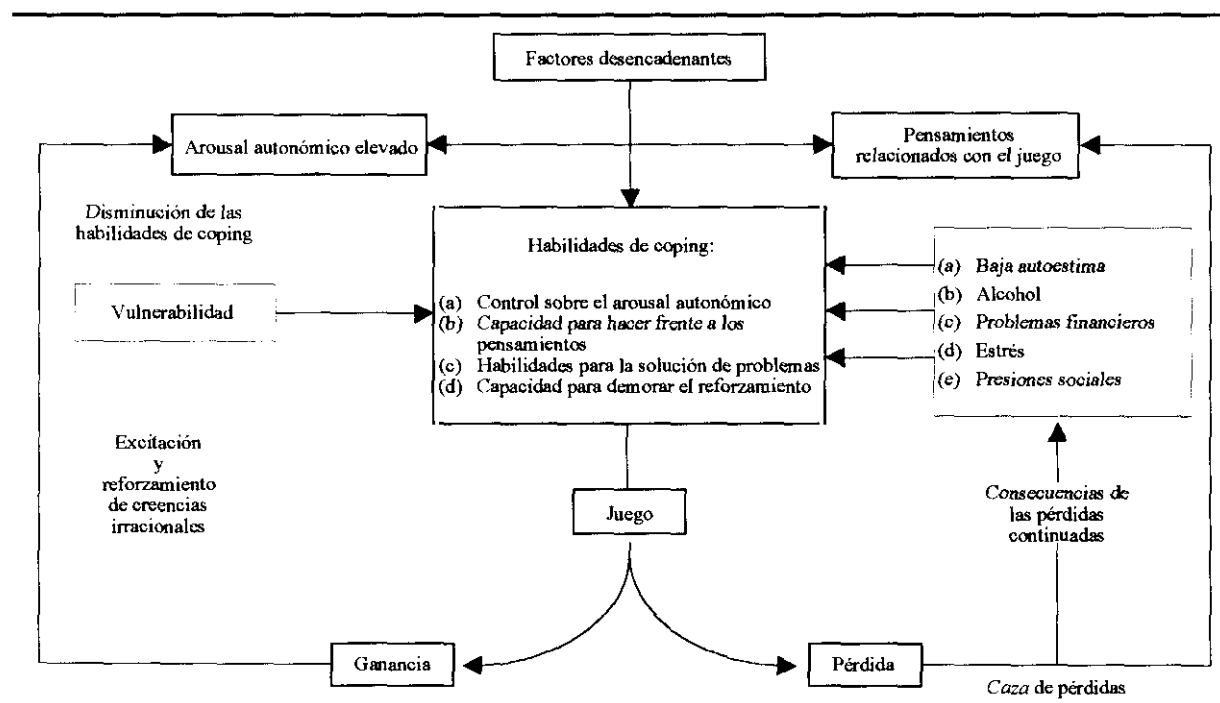 Factores desencadenantes
Arousal autonómico elevado
Pensamientos
relacionados con el juego
Disminución de las
habilidades de coping
Vulnerabilidad
Habilidades de coping:
(a) Control sobre el arousal autonómico
(b) Capacidad para hacer frente a los
pensamientos
(c) Habilidades para la solución de problemas
(d) Capacidad para demorar el reforzamiento
(a) Baja autoestima
(b) Alcohol
(c) Problemas financieros
(d) Estrés
(e) Presiones sociales
Excitación
y
reforzamiento
de creencias
irracionales
Juego
Consecuencias de
las pérdidas
continuadas
Ganancia
Pérdida
Caza de pérdidas